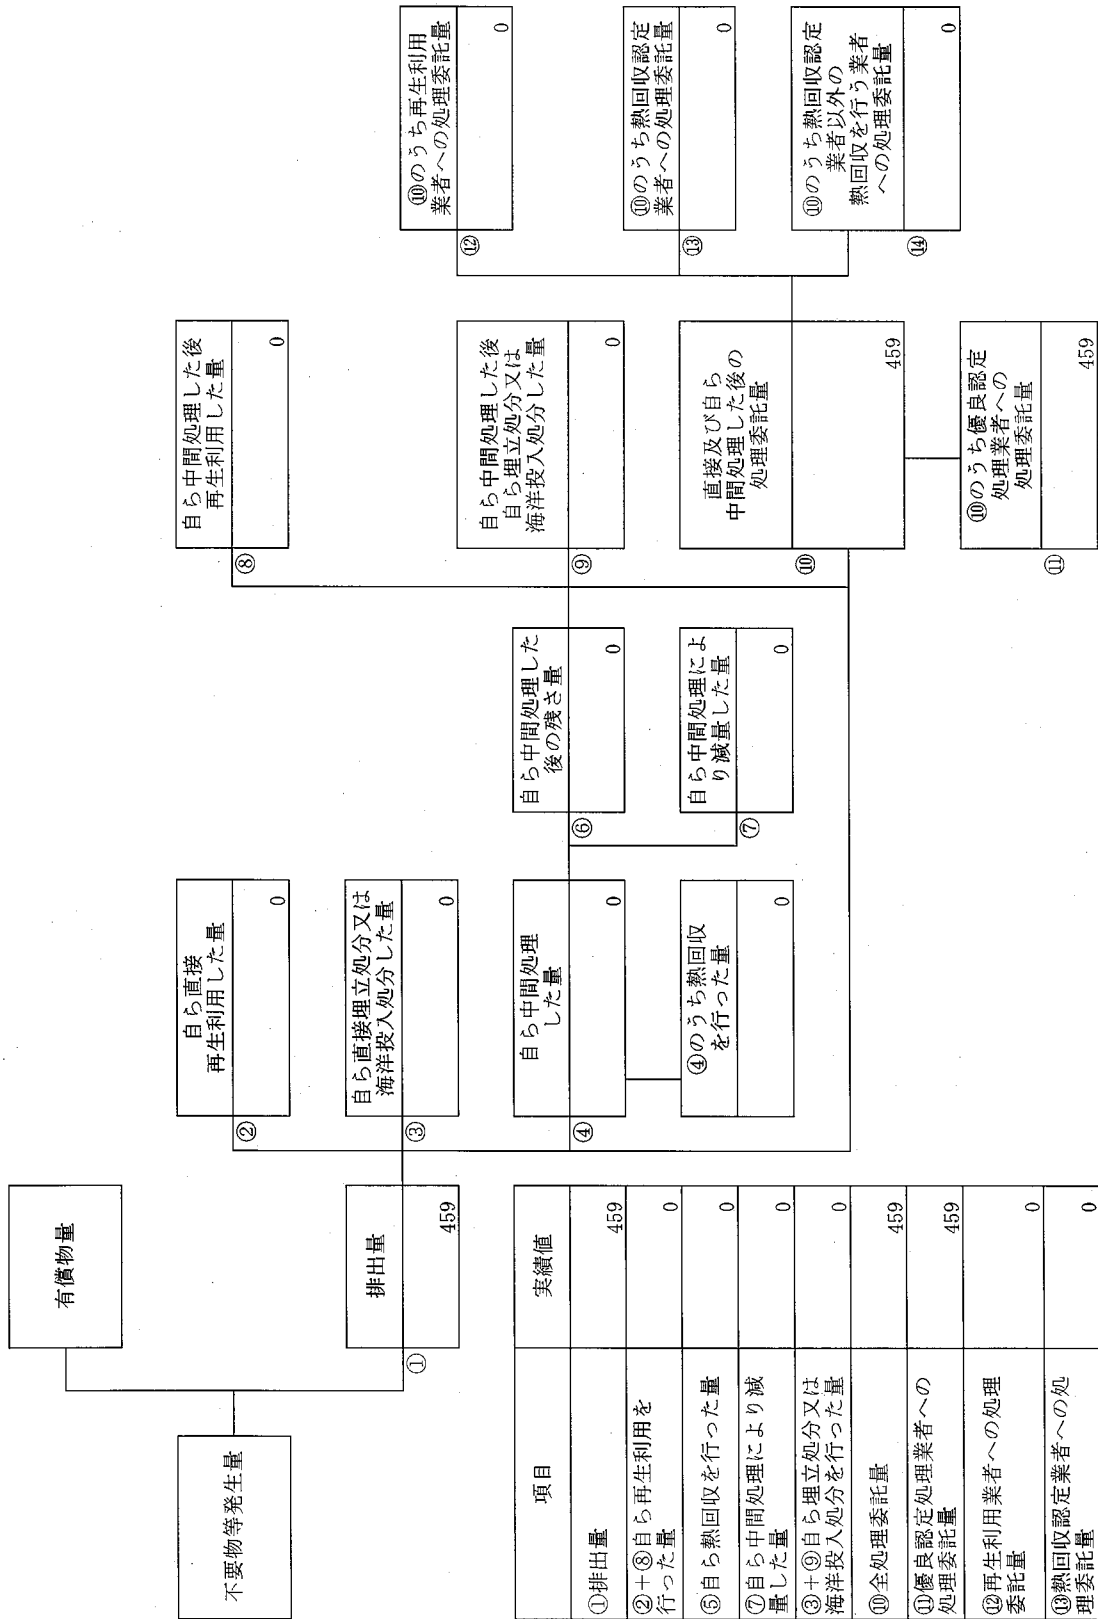 不要物等発生量
有償物量
①
排出量
459
②
自ら直接
再生利用した量
0
③
自ら直接埋立処分又は
海洋投入処分した量
0
④
自ら中間処理
した量
0
④のうち熱回収
を行った量
0
⑥
自ら中間処理した
後の残さ量
0
⑦
自ら中間処理によ
り減量した量
0
⑧
自ら中間処理した後
再生利用した量
0
⑨
自ら中間処理した後
自ら埋立処分又は
海洋投入処分した量
0
⑩
直接及び自ら
中間処理した後の
処理委託量
459
⑪
⑩のうち優良認定
処理業者への
処理委託量
459
⑫
⑩のうち再生利用
業者への処理委託量
0
⑬
⑩のうち熱回収認定
業者への処理委託量
0
⑭
⑩のうち熱回収認定
業者以外の
熱回収を行う業者
への処理委託量
0
項目 実績値
①排出量 459
②+⑧自ら再生利用を
行った量 0
⑤自ら熱回収を行った量 0
⑦自ら中間処理により減
量した量 0
③+⑨自ら埋立処分又は
海洋投入処分を行った量 0
⑩全処理委託量 459
⑪優良認定処理業者への
処理委託量 459
⑫再生利用業者への処理
委託量 0
⑬熱回収認定業者への処
理委託量 0